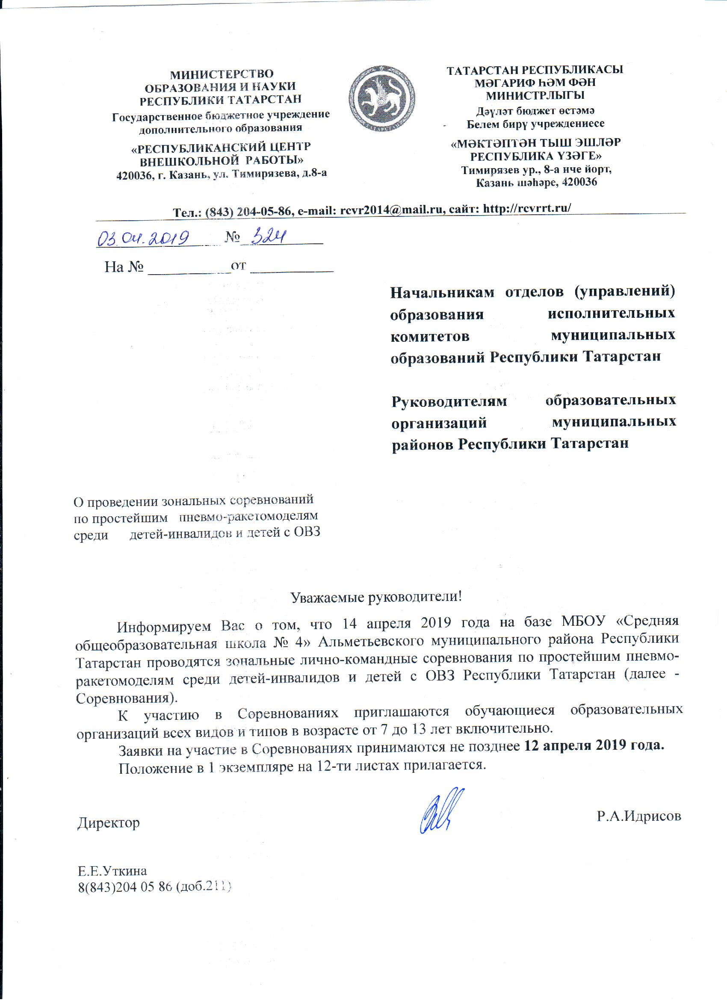 МИНИСТЕРСТВО
ОБРАЗОВАНИЯ И НАУКИ
РЕСПУБЛИКИ ТАТАРСТАН
Государственное бюджетное учреждение
дополнительного образования
«РЕСПУБЛИКАНСКИЙ ЦЕНТР
ВНЕШКОЛЬНОЙ РАБОТЫ»
420036, г. Казань, ул. Тимирязева, д.8-а
ТАТАРСТАН РЕСПУБЛИКАСЫ
МӘГАРИФ ҺӘМ ФӘН
МИНИСТРЛЫГЫ
Дәүләт бюджет өстәмә
Белем бирү учреждениесе
«МӘКТӘПТӘН ТЫШ ЭШЛӘР
РЕСПУБЛИКА ҮЗӘГЕ»
Тимирязев ур., 8-а нче йорт,
Казань шәһәре, 420036
Тел.: (843) 204-05-86, e-mail: rcvr2014@mail.ru, сайт: http://rcvrrt.ru/
03.04.2019 № 324
На № ____________от ____________
Начальникам отделов (управлений)
образования исполнительных
комитетов муниципальных
образований Республики Татарстан
Руководителям образовательных
организаций муниципальных
районов Республики Татарстан
О проведении зональных соревнований
по простейшим пневмо-ракетомоделям
среди детей-инвалидов и детей с ОВЗ
Уважаемые руководители!
Информируем Вас о том, что 14 апреля 2019 года на базе МБОУ «Средняя
общеобразовательная школа № 4» Альметьевского муниципального района Республики
Татарстан проводятся зональные лично-командные соревнования по простейшим пневмо-
ракетомоделям среди детей-инвалидов и детей с ОВЗ Республики Татарстан (далее -
Соревнования).
К участию в Соревнованиях приглашаются обучающиеся образовательных
организаций всех видов и типов в возрасте от 7 до 13 лет включительно.
Заявки на участие в Соревнованиях принимаются не позднее 12 апреля 2019 года.
Положение в 1 экземпляре на 12-ти листах прилагается.
Директор Р.А.Идрисов
Е.Е.Уткина
8(843)204 05 86 (доб.211)